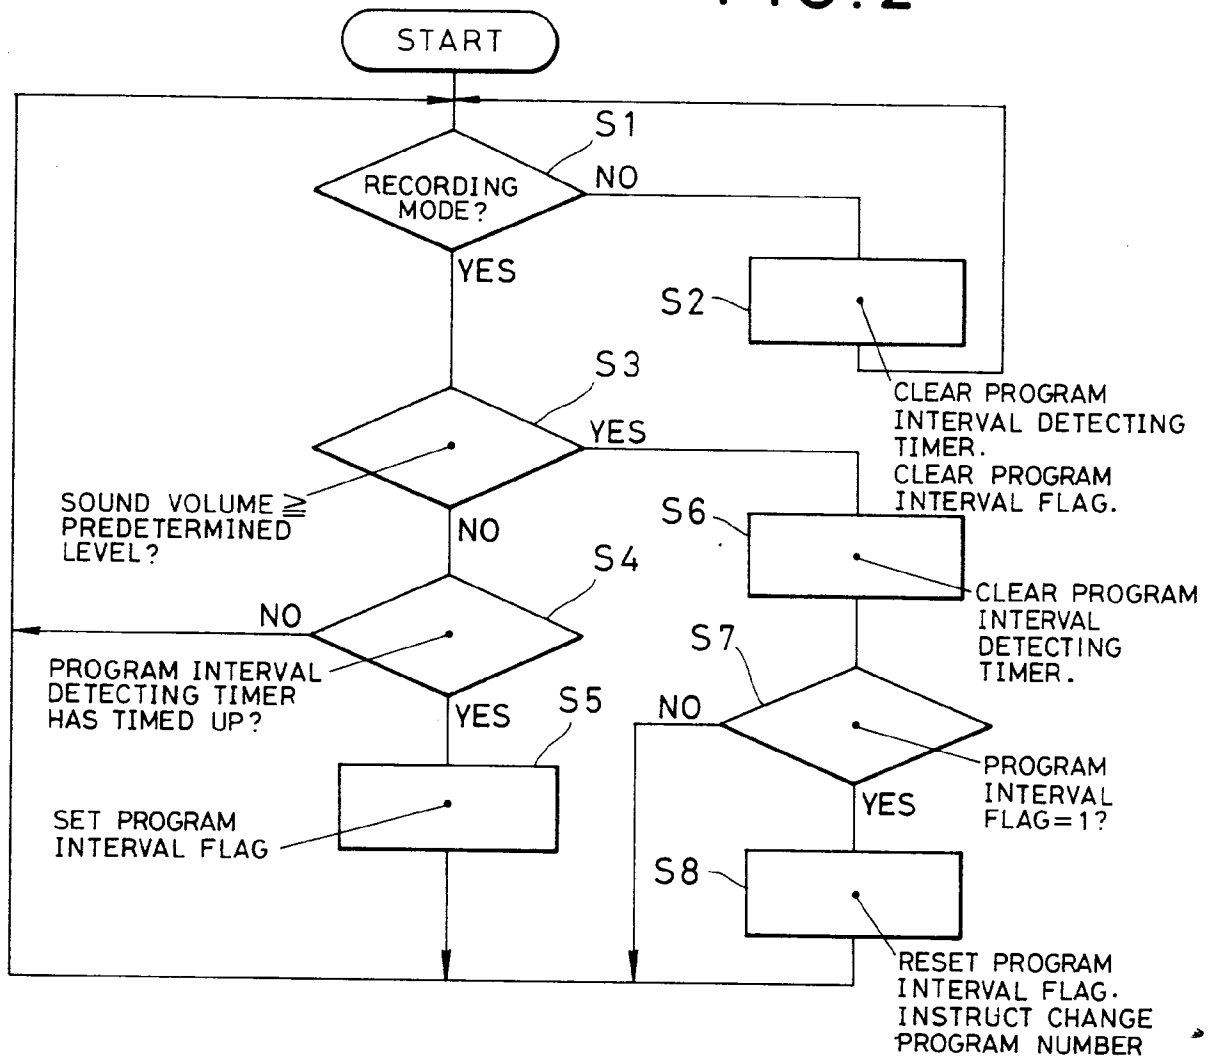 FIG.2
START
S1
RECORDING
MODE?
NO
YES
S2
CLEAR PROGRAM
INTERVAL DETECTING
TIMER.
CLEAR PROGRAM
INTERVAL FLAG.
S3
YES
SOUND VOLUME ≧
PREDETERMINED
LEVEL?
NO
S6
CLEAR PROGRAM
INTERVAL
DETECTING
TIMER.
S4
NO
PROGRAM INTERVAL
DETECTING TIMER
HAS TIMED UP?
YES
S7
NO
PROGRAM
INTERVAL
FLAG=1?
YES
S5
SET PROGRAM
INTERVAL FLAG
S8
RESET PROGRAM
INTERVAL FLAG.
INSTRUCT CHANGE
PROGRAM NUMBER